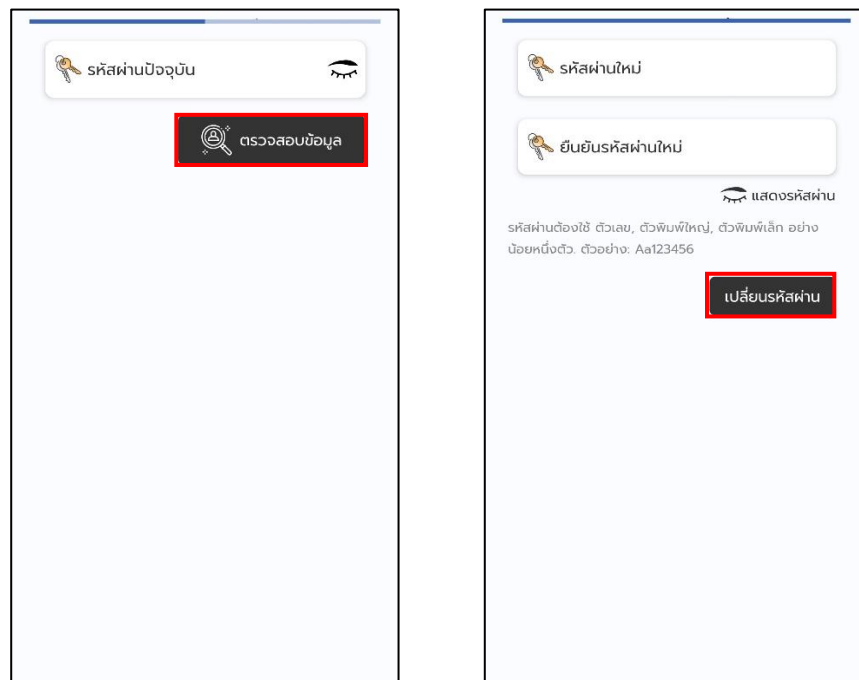 รหัสผ่านปัจจุบัน
ตรวจสอบข้อมูล
รหัสผ่านใหม่
ยืนยันรหัสผ่านใหม่
แสดงรหัสผ่าน
รหัสผ่านต้องใช้ ตัวเลข, ตัวพิมพ์ใหญ่, ตัวพิมพ์เล็ก อย่าง
น้อยหนึ่งตัว. ตัวอย่าง: Aa123456
เปลี่ยนรหัสผ่าน